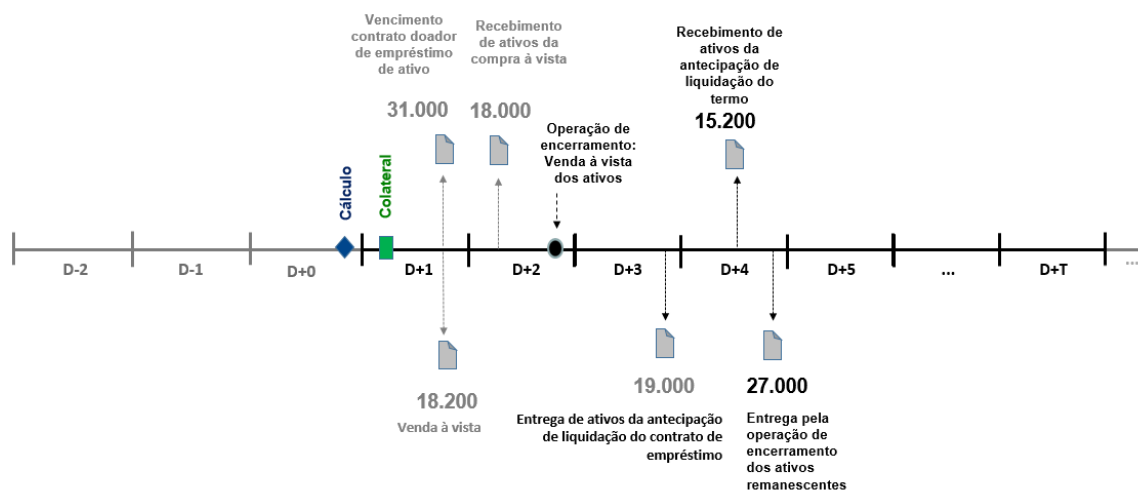 Vencimento
contrato doador
de empréstimo
de ativo
31.000
Recebimento
de ativos da
compra à vista
18.000
Operação de
encerramento:
Venda à vista
dos ativos
Recebimento de
ativos da
antecipação de
liquidação do
termo
15.200
Cálculo
Colateral
D-2
D-1
D+0
D+1
D+2
D+3
D+4
D+5
...
D+T
...
18.200
Venda à vista
19.000
Entrega de ativos da antecipação
de liquidação do contrato de
empréstimo
27.000
Entrega pela
operação de
encerramento
dos ativos
remanescentes